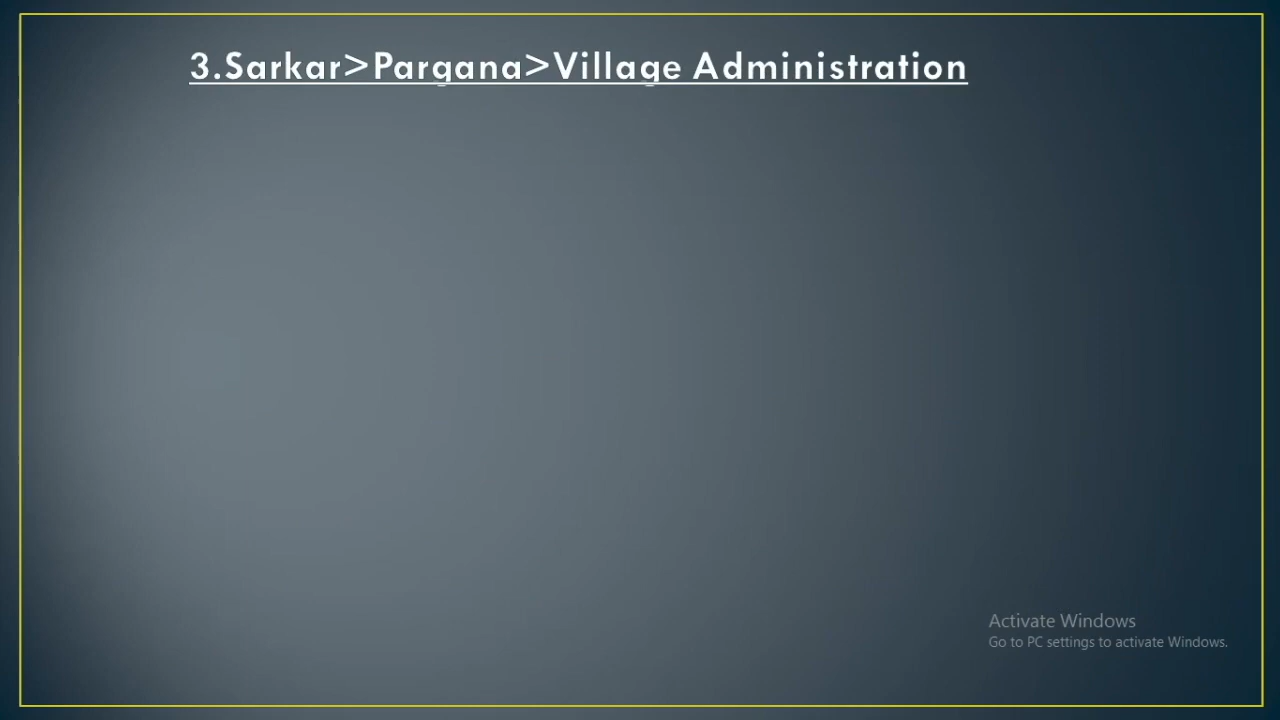 3.Sarkar>Pargana>Village Administration
Activate Windows
Go to PC settings to activate Windows.